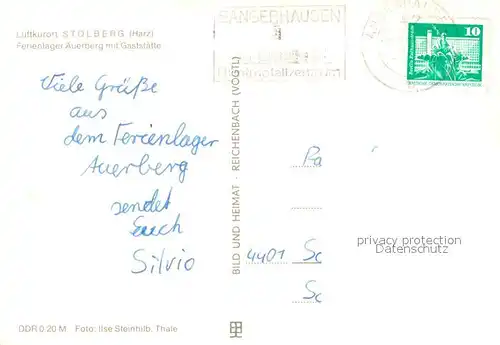 Luftkurort STOLBERG (Harz)
Ferienlager Auerberg mit Gaststätte
SANGERHAUSEN
10
Viele Grüße
aus
dem Ferienlager
Auerberg
sendet
Euch
Silvio
BILD UND HEIMAT · REICHENBACH (VOGTL)
Ra
4401 Sc
Sc
privacy protection
Datenschutz
DDR 0.20 M Foto: Ilse Steinhilb, Thale